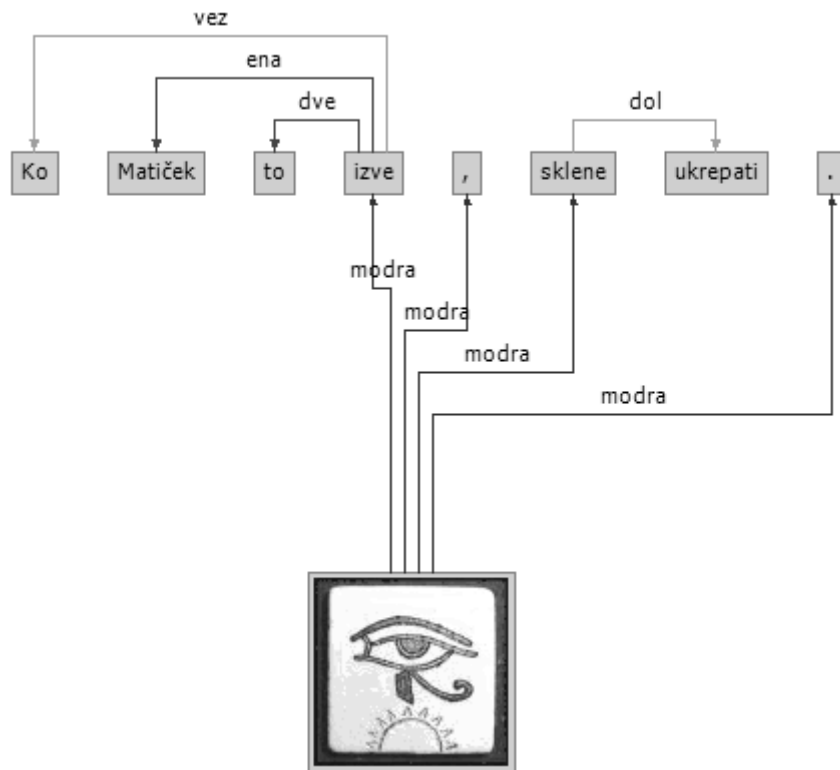 vez
ena
dve dol
Ko Matiček to izve , sklene ukrepati .
modra
modra
modra
modra